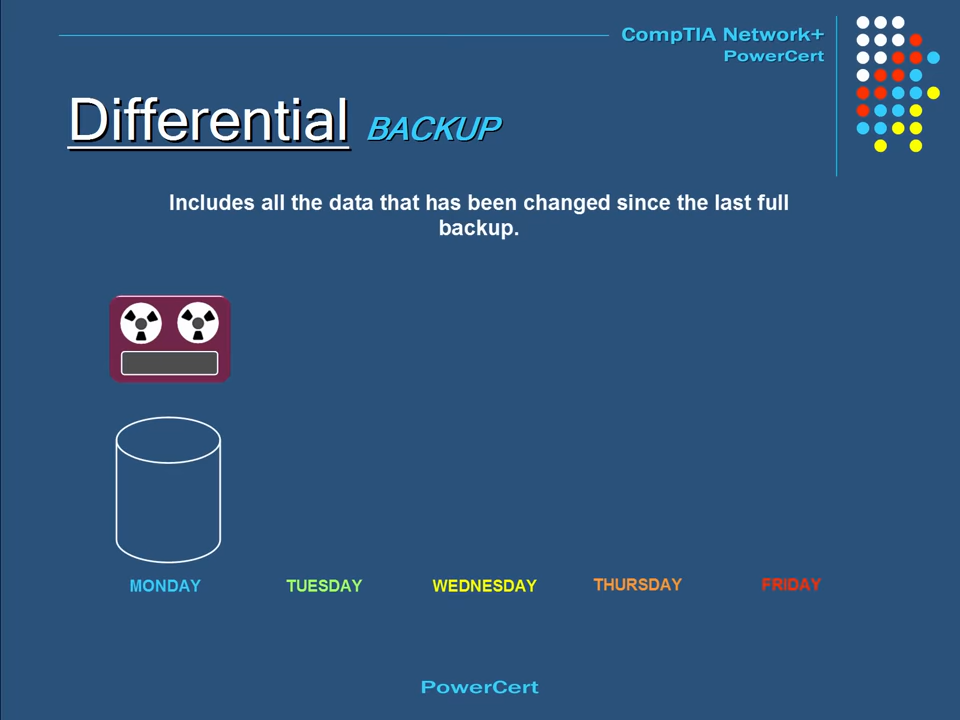 CompTIA Network+
PowerCert
Differential BACKUP
Includes all the data that has been changed since the last full
backup.
MONDAY TUESDAY WEDNESDAY THURSDAY FRIDAY
PowerCert